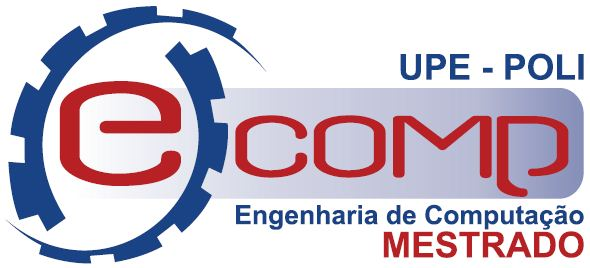 UPE - POLI
ecomp
Engenharia de Computação
MESTRADO